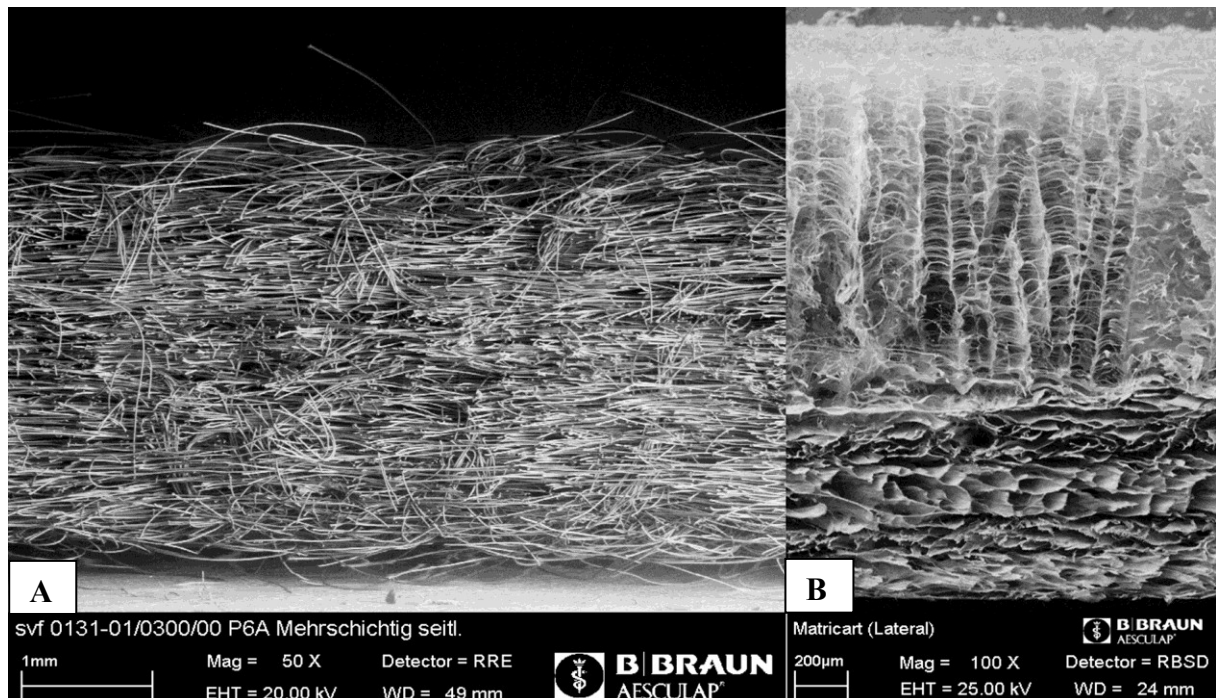 A
svf 0131-01/0300/00 P6A Mehrschichtig seitl.
1mm
Mag = 50 X
Detector = RRE
EHT = 20.00 kV
WD = 49 mm
B|BRAUN
AESCULAP®
B
Matricart (Lateral)
200µm
Mag = 100 X
Detector = RBSD
EHT = 25.00 kV
WD = 24 mm
B|BRAUN
AESCULAP®